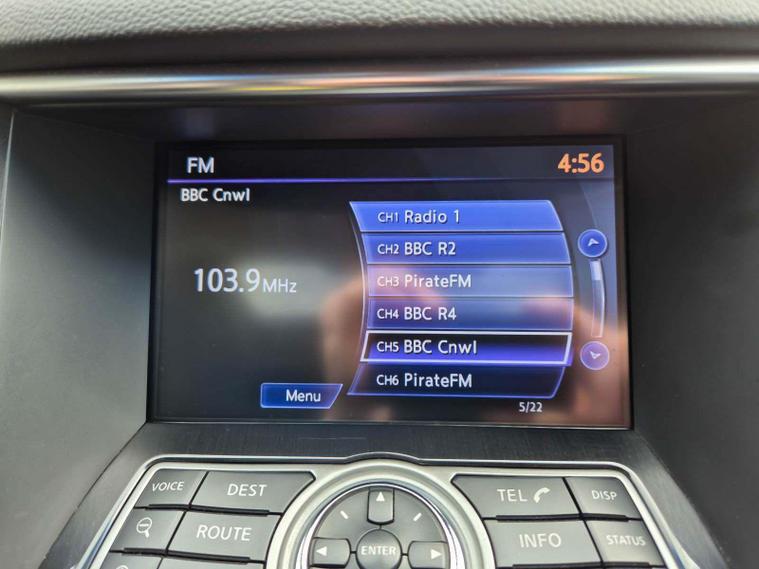 FM
4:56
BBC Cnwl
103.9MHz
CH1 Radio 1
CH2 BBC R2
CH3 PirateFM
CH4 BBC R4
CH5 BBC Cnwl
CH6 PirateFM
Menu
5/22
VOICE
DEST
ROUTE
ENTER
TEL
DISP
INFO
STATUS